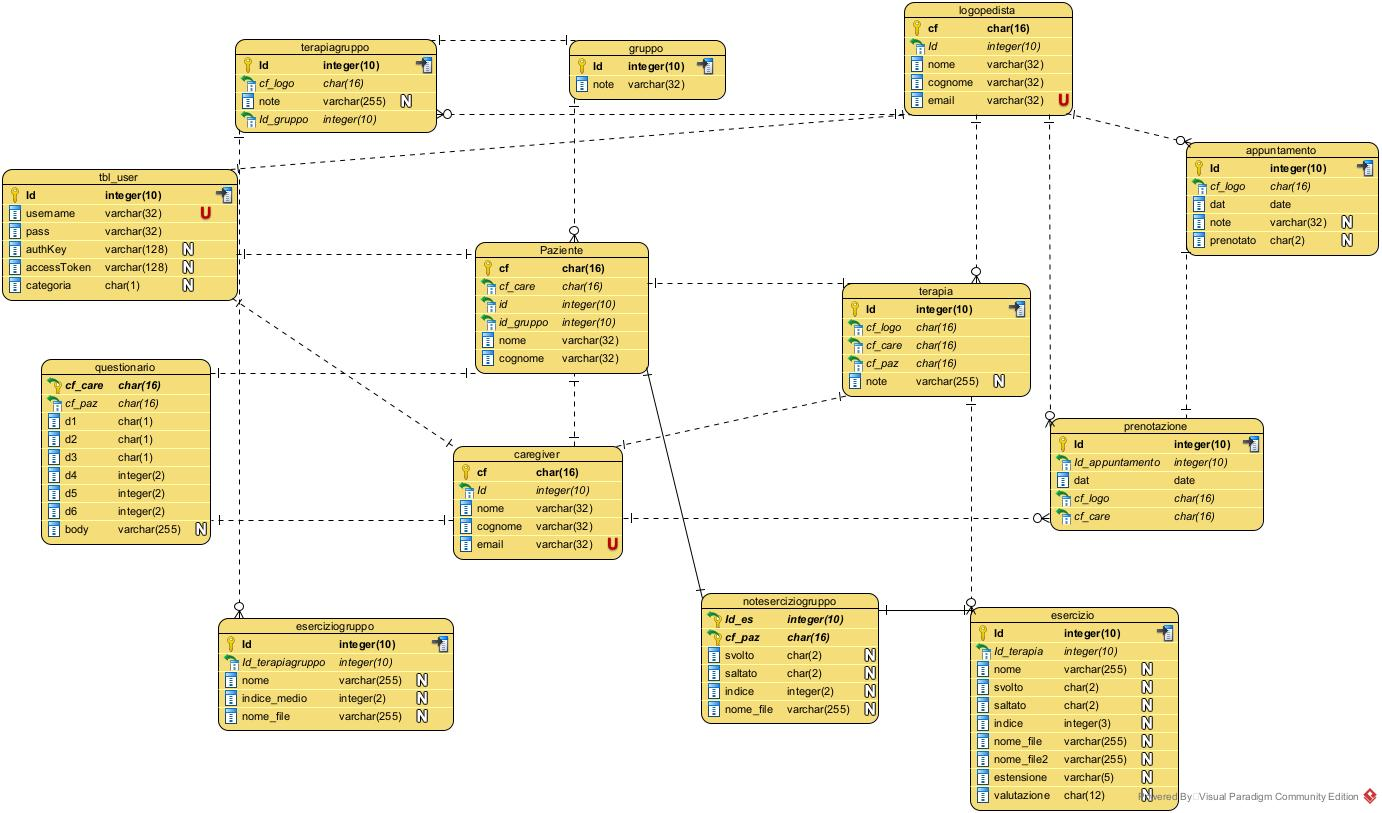 logopedista
cf char(16)
Id integer(10)
nome varchar(32)
cognome varchar(32)
email varchar(32) U
terapiagruppo
Id integer(10)
cf_logo char(16)
note varchar(255) N
Id_gruppo integer(10)
gruppo
Id integer(10)
note varchar(32)
appuntamento
Id integer(10)
cf_logo char(16)
dat date
note varchar(32) N
prenotato char(2) N
tbl_user
Id integer(10)
username varchar(32) U
pass varchar(32)
authKey varchar(128) N
accessToken varchar(128) N
categoria char(1) N
Paziente
cf char(16)
cf_care char(16)
id integer(10)
id_gruppo integer(10)
nome varchar(32)
cognome varchar(32)
terapia
Id integer(10)
cf_logo char(16)
cf_care char(16)
cf_paz char(16)
note varchar(255) N
questionario
cf_care char(16)
cf_paz char(16)
d1 char(1)
d2 char(1)
d3 char(1)
d4 integer(2)
d5 integer(2)
d6 integer(2)
body varchar(255) N
caregiver
cf char(16)
Id integer(10)
nome varchar(32)
cognome varchar(32)
email varchar(32) U
prenotazione
Id integer(10)
Id_appuntamento integer(10)
dat date
cf_logo char(16)
cf_care char(16)
eserciziogruppo
Id integer(10)
Id_terapiagruppo integer(10)
nome varchar(255) N
indice_medio integer(2) N
nome_file varchar(255) N
noteserziogruppo
Id_es integer(10)
cf_paz char(16)
svolto char(2) N
saltato char(2) N
indice integer(2) N
nome_file varchar(255) N
esercizio
Id integer(10)
Id_terapia integer(10)
nome varchar(255) N
svolto char(2) N
saltato char(2) N
indice integer(3) N
nome_file varchar(255) N
nome_file2 varchar(255) N
estensione varchar(5) N
valutazione char(12) N
Powered By Visual Paradigm Community Edition